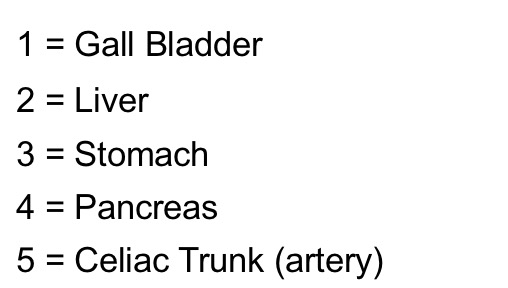 1 = Gall Bladder
2 = Liver
3 = Stomach
4 = Pancreas
5 = Celiac Trunk (artery)